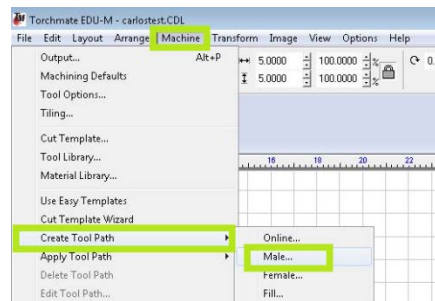 Torchmate EDU-M - carlostest.CDL
File Edit Layout Arrange Machine Transform Image View Options Help
Output... Alt+P 5.0000 100.0000 % 0.
Machining Defaults 5.0000 100.0000 %
Tool Options...
Tiling...
Cut Template...
Tool Library... 16 18 20 22
Material Library...
Use Easy Templates
Cut Template Wizard
Create Tool Path Online...
Apply Tool Path Male...
Delete Tool Path Female...
Edit Tool Path... Fill...